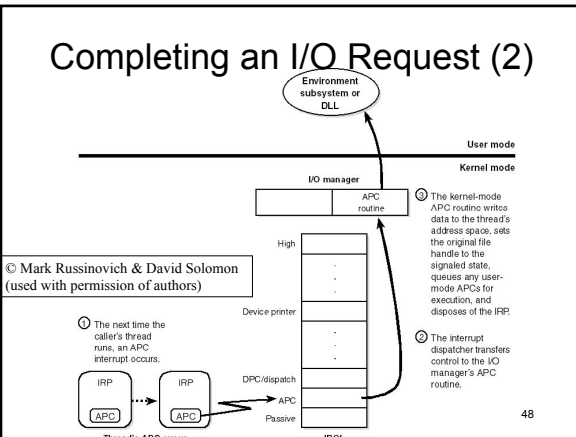 Completing an I/O Request (2)
Environment
subsystem or
DLL
User mode
Kernel mode
I/O manager
APC
routine
③ The kernel-mode
APC routine writes
data to the thread's
address space, sets
the original file
handle to the
signaled state,
queues any user-
mode APCs for
execution, and
disposes of the IRP.
High
© Mark Russinovich & David Solomon
(used with permission of authors)
Device printer
① The next time the
caller's thread
runs, an APC
interrupt occurs.
② The interrupt
dispatcher transfers
control to the I/O
manager's APC
routine.
IRP
APC
IRP
APC
DPC/dispatch
APC
Passive
48